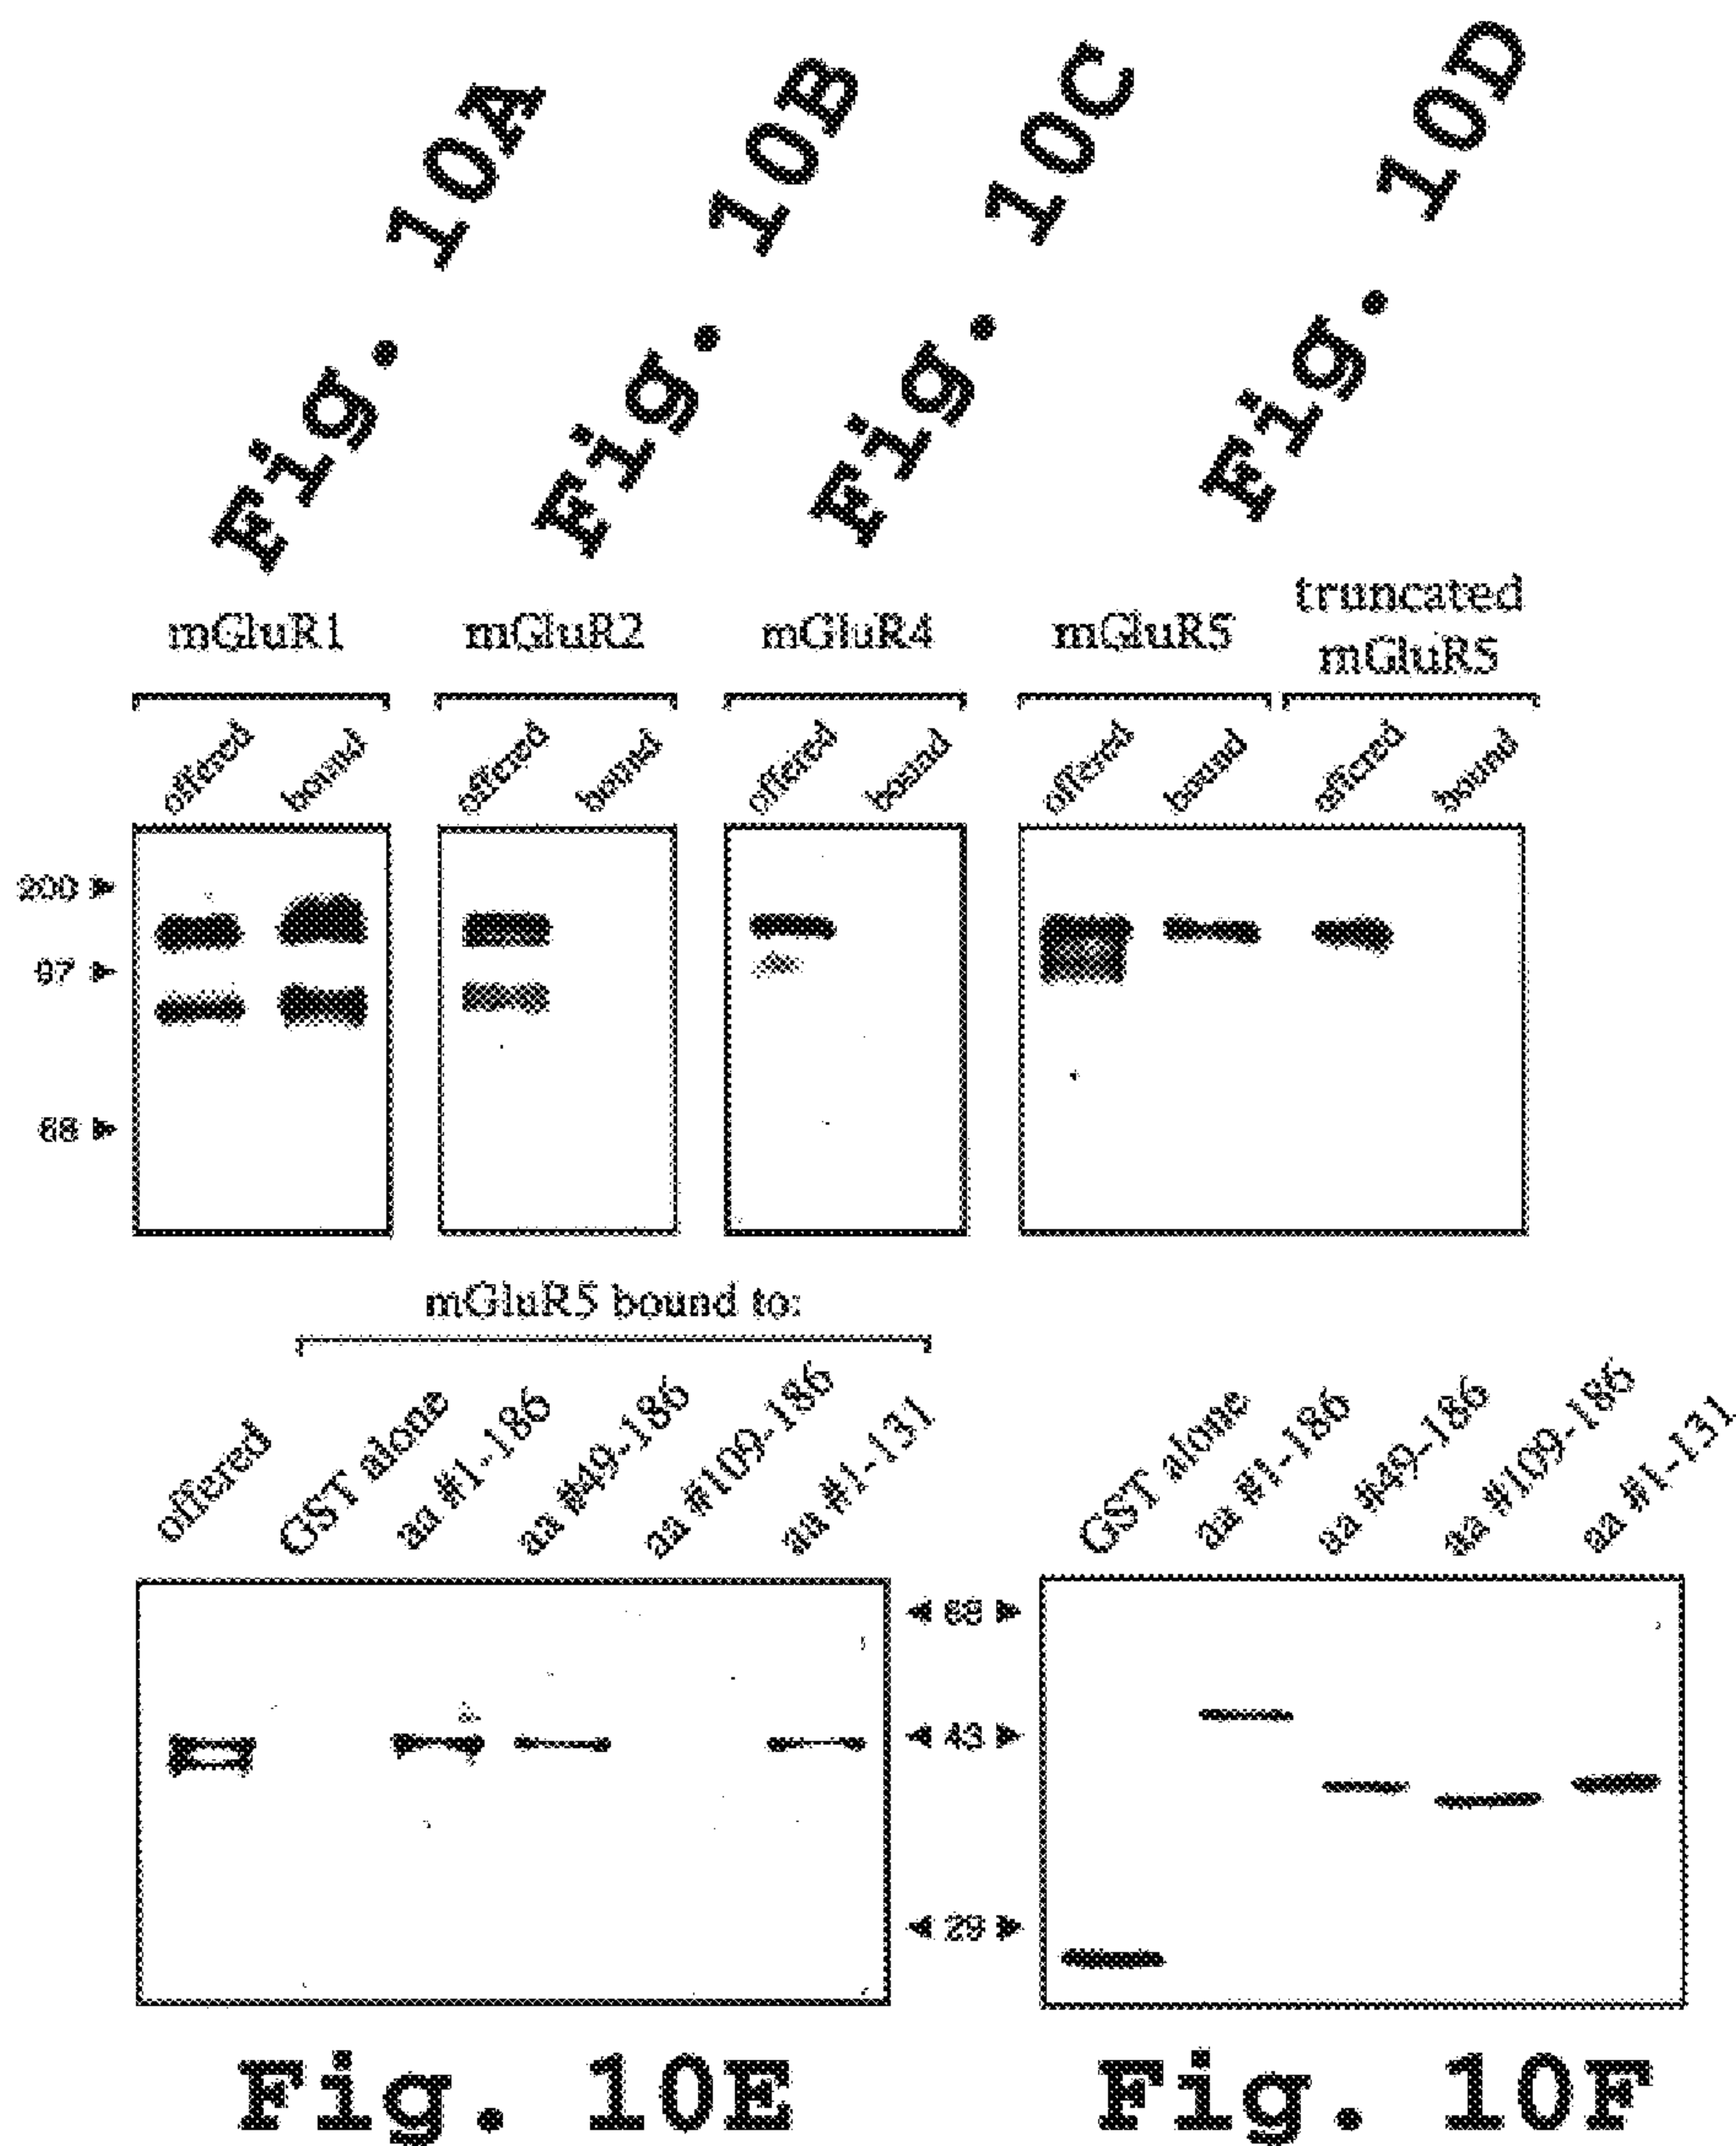 Fig. 10A
Fig. 10B
Fig. 10C
Fig. 10D
mGluR1
mGluR2
mGluR4
mGluR5
truncated
mGluR5
offered
bound
offered
bound
offered
bound
offered
bound
offered
bound
200
97
68
mGluR5 bound to:
offered
GST alone
aa #1-186
aa #49-186
aa #109-186
aa #1-131
GST alone
aa #1-186
aa #49-186
aa #109-186
aa #1-131
68
43
29
Fig. 10E
Fig. 10F